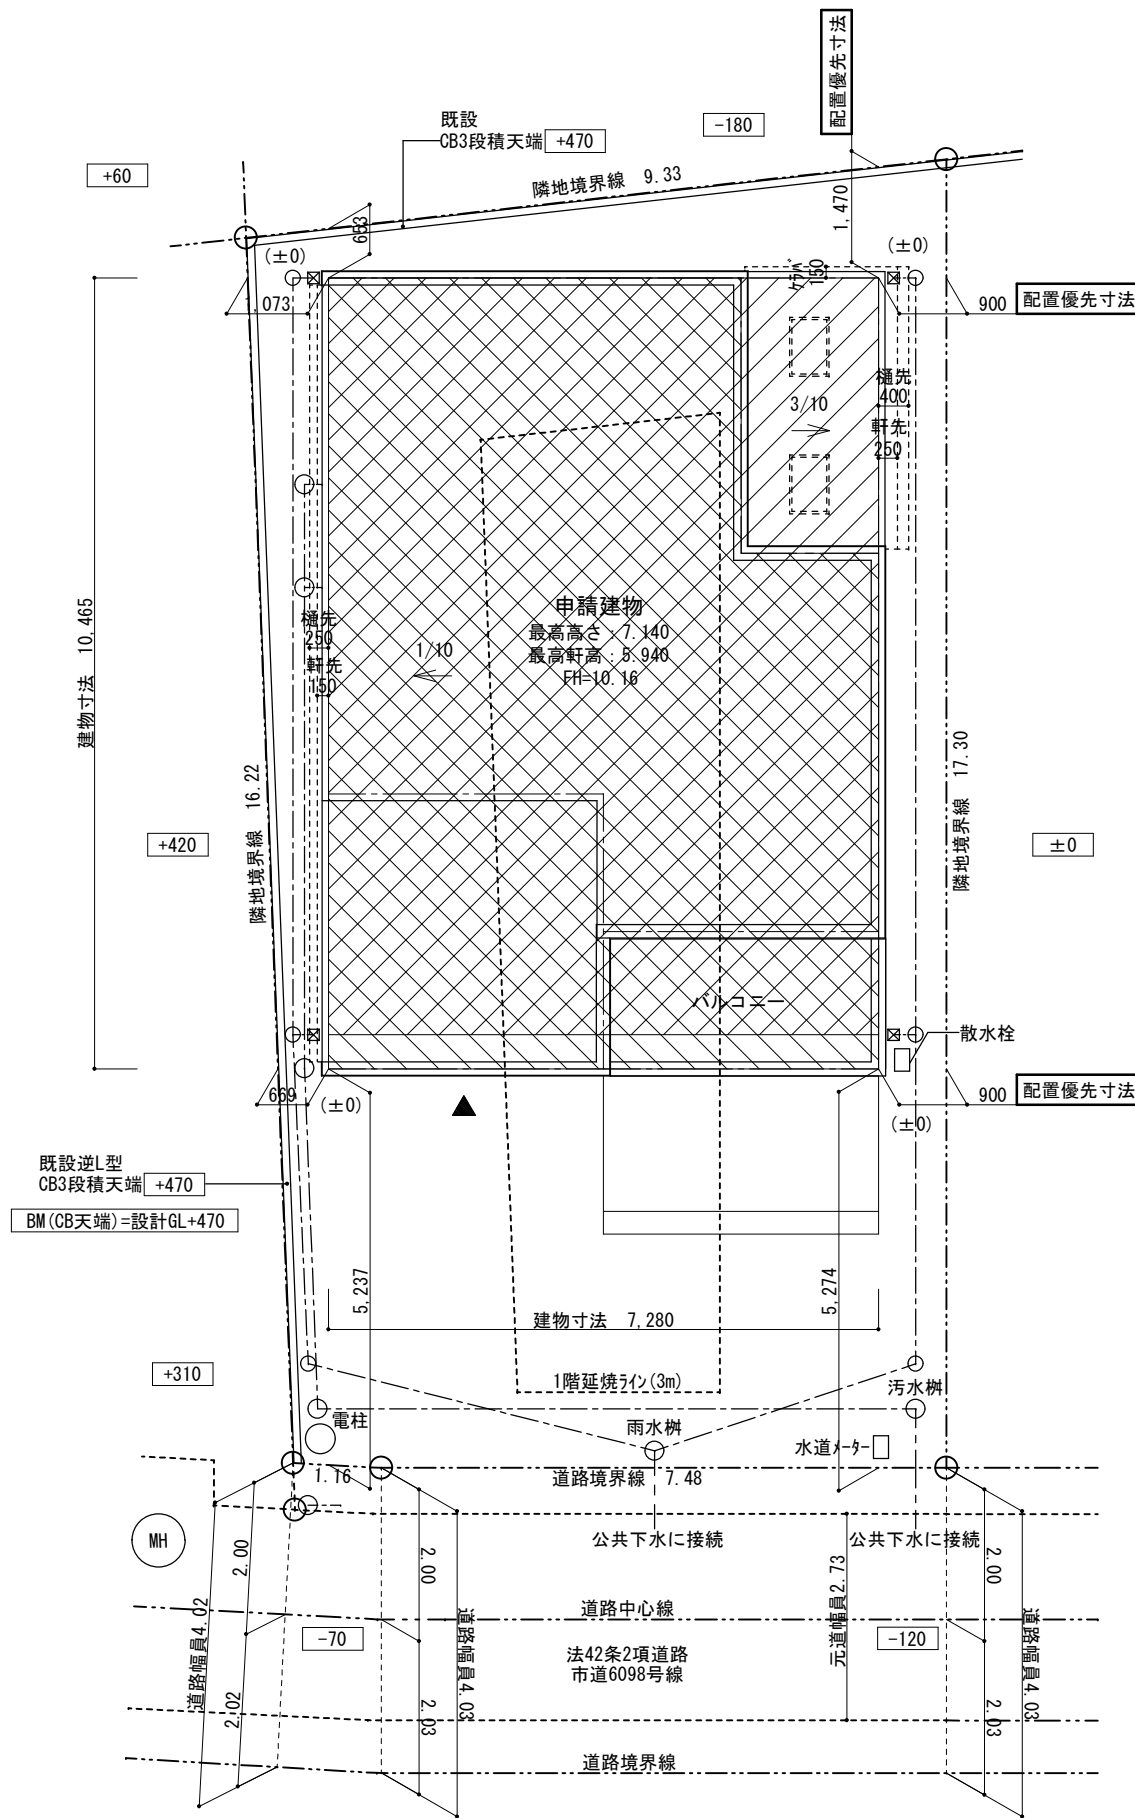 配置優先寸法
既設
CB3段積天端 +470
-180
+60
隣地境界線 9.33
653
1,470
(±0)
(±0)
ケラバ
150
1,073
900 配置優先寸法
樋先
400
軒先
250
3/10
建物寸法 10,465
申請建物
最高高さ:7.140
最高軒高:5.940
FH=10.16
樋先
250
軒先
150
1/10
隣地境界線 16.22
隣地境界線 17.30
+420
±0
バルコニー
散水栓
669
(±0)
900 配置優先寸法
(±0)
既設逆L型
CB3段積天端 +470
BM(CB天端)=設計GL+470
5,237
5,274
建物寸法 7,280
+310
1階延焼ライン(3m)
汚水桝
電柱
雨水桝
水道メーター
1.16
道路境界線 7.48
MH
公共下水に接続
公共下水に接続
2.00
2.00
2.00
元道幅員2.73
道路中心線
道路幅員4.02
道路幅員4.03
道路幅員4.03
-70
-120
法42条2項道路
市道6098号線
2.02
2.03
2.03
道路境界線